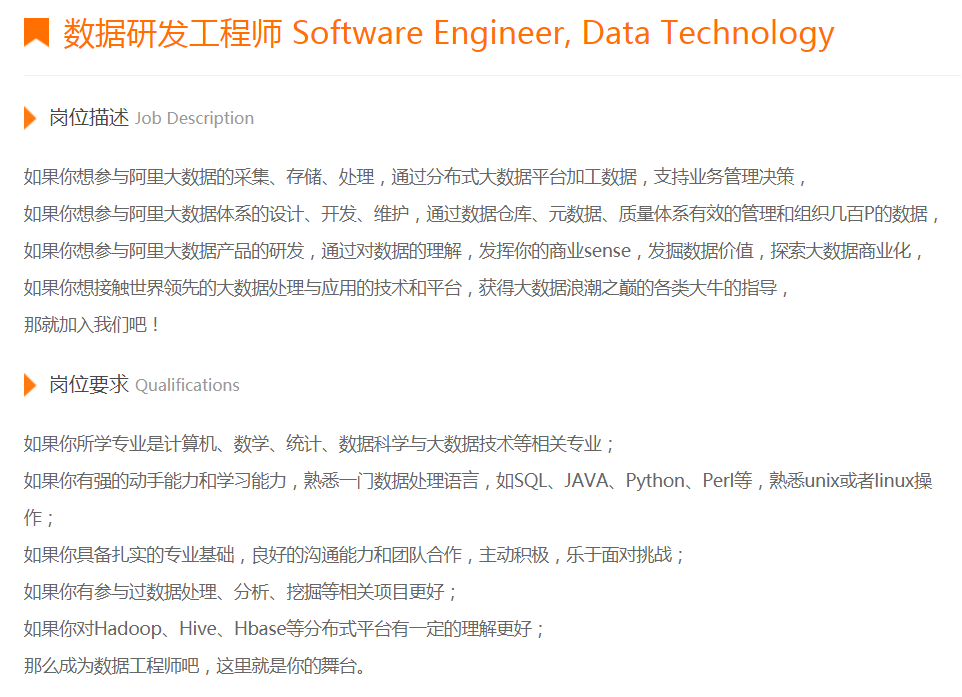 数据研发工程师 Software Engineer, Data Technology
岗位描述 Job Description
如果你想参与阿里大数据的采集、存储、处理，通过分布式大数据平台加工数据，支持业务管理决策，
如果你想参与阿里大数据体系的设计、开发、维护，通过数据仓库、元数据、质量体系有效的管理和组织几百P的数据，
如果你想参与阿里大数据产品的研发，通过对数据的理解，发挥你的商业sense，发掘数据价值，探索大数据商业化，
如果你想接触世界领先的大数据处理与应用的技术和平台，获得大数据浪潮之巅的各类大牛的指导，
那就加入我们吧！
岗位要求 Qualifications
如果你所学专业是计算机、数学、统计、数据科学与大数据技术等相关专业；
如果你有强的动手能力和学习能力，熟悉一门数据处理语言，如SQL、JAVA、Python、Perl等，熟悉unix或者linux操
作；
如果你具备扎实的专业基础，良好的沟通能力和团队合作，主动积极，乐于面对挑战；
如果你有参与过数据处理、分析、挖掘等相关项目更好；
如果你对Hadoop、Hive、Hbase等分布式平台有一定的理解更好；
那么成为数据工程师吧，这里就是你的舞台。